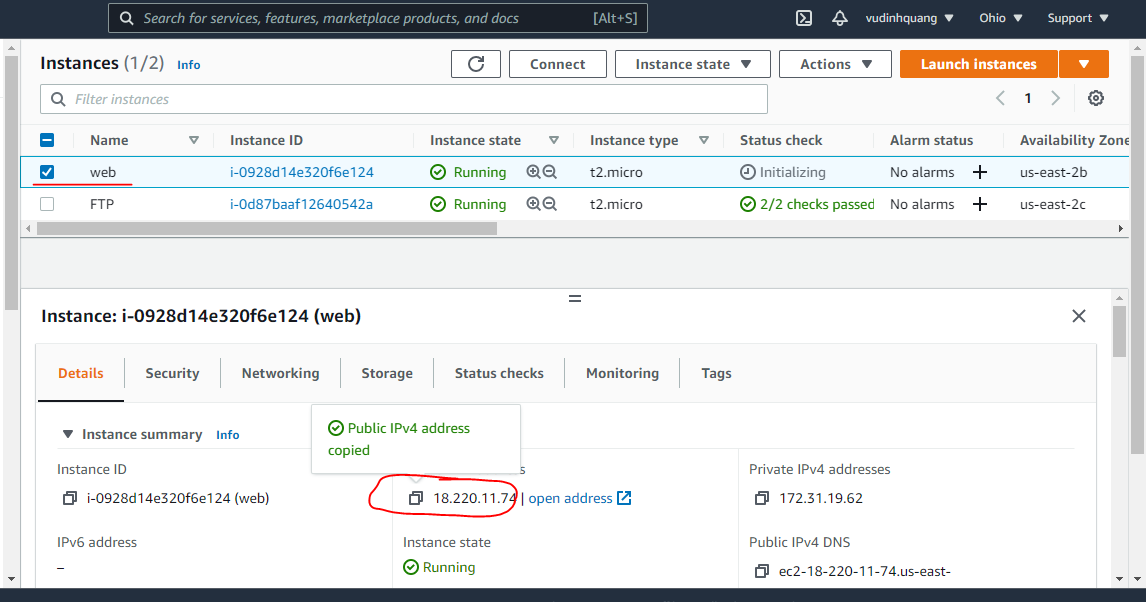 Search for services, features, marketplace products, and docs [Alt+S] vudinhquang Ohio Support
Instances (1/2) Info Connect Instance state Actions Launch instances
Filter instances 1
Name Instance ID Instance state Instance type Status check Alarm status Availability Zone
web i-0928d14e320f6e124 Running t2.micro Initializing No alarms us-east-2b
FTP i-0d87baaf12640542a Running t2.micro 2/2 checks passed No alarms us-east-2c
Instance: i-0928d14e320f6e124 (web)
Details Security Networking Storage Status checks Monitoring Tags
Public IPv4 address
copied
Instance summary Info
Instance ID Private IPv4 addresses
i-0928d14e320f6e124 (web) 18.220.11.74 | open address 172.31.19.62
IPv6 address Instance state Public IPv4 DNS
– Running ec2-18-220-11-74.us-east-